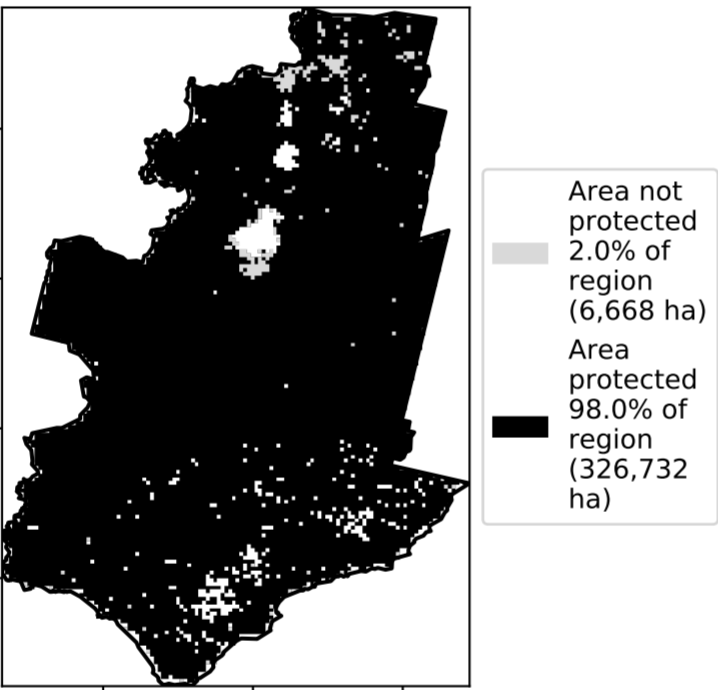 Area not
protected
2.0% of
region
(6,668 ha)
Area
protected
98.0% of
region
(326,732
ha)